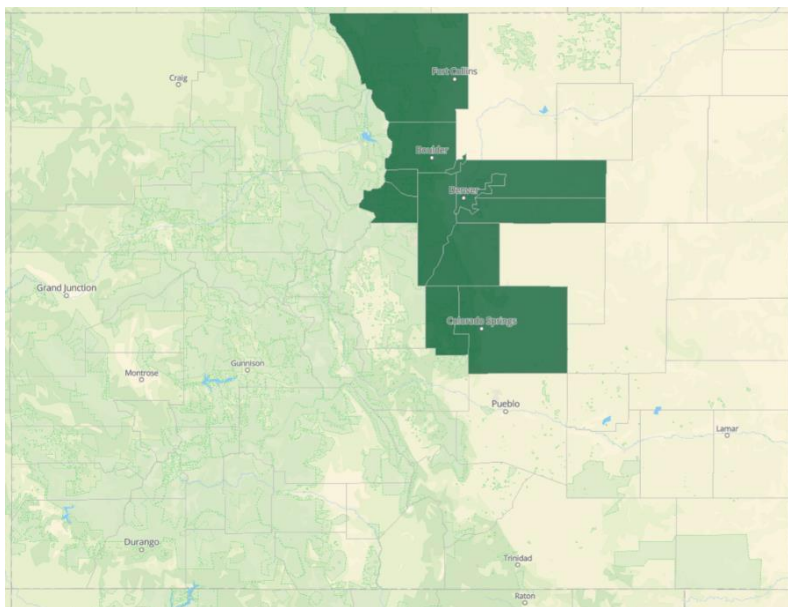 Fort Collins
Craig
Boulder
Denver
Grand Junction
Colorado Springs
Gunnison
Montrose
Pueblo
Lamar
Durango
Trinidad
Raton